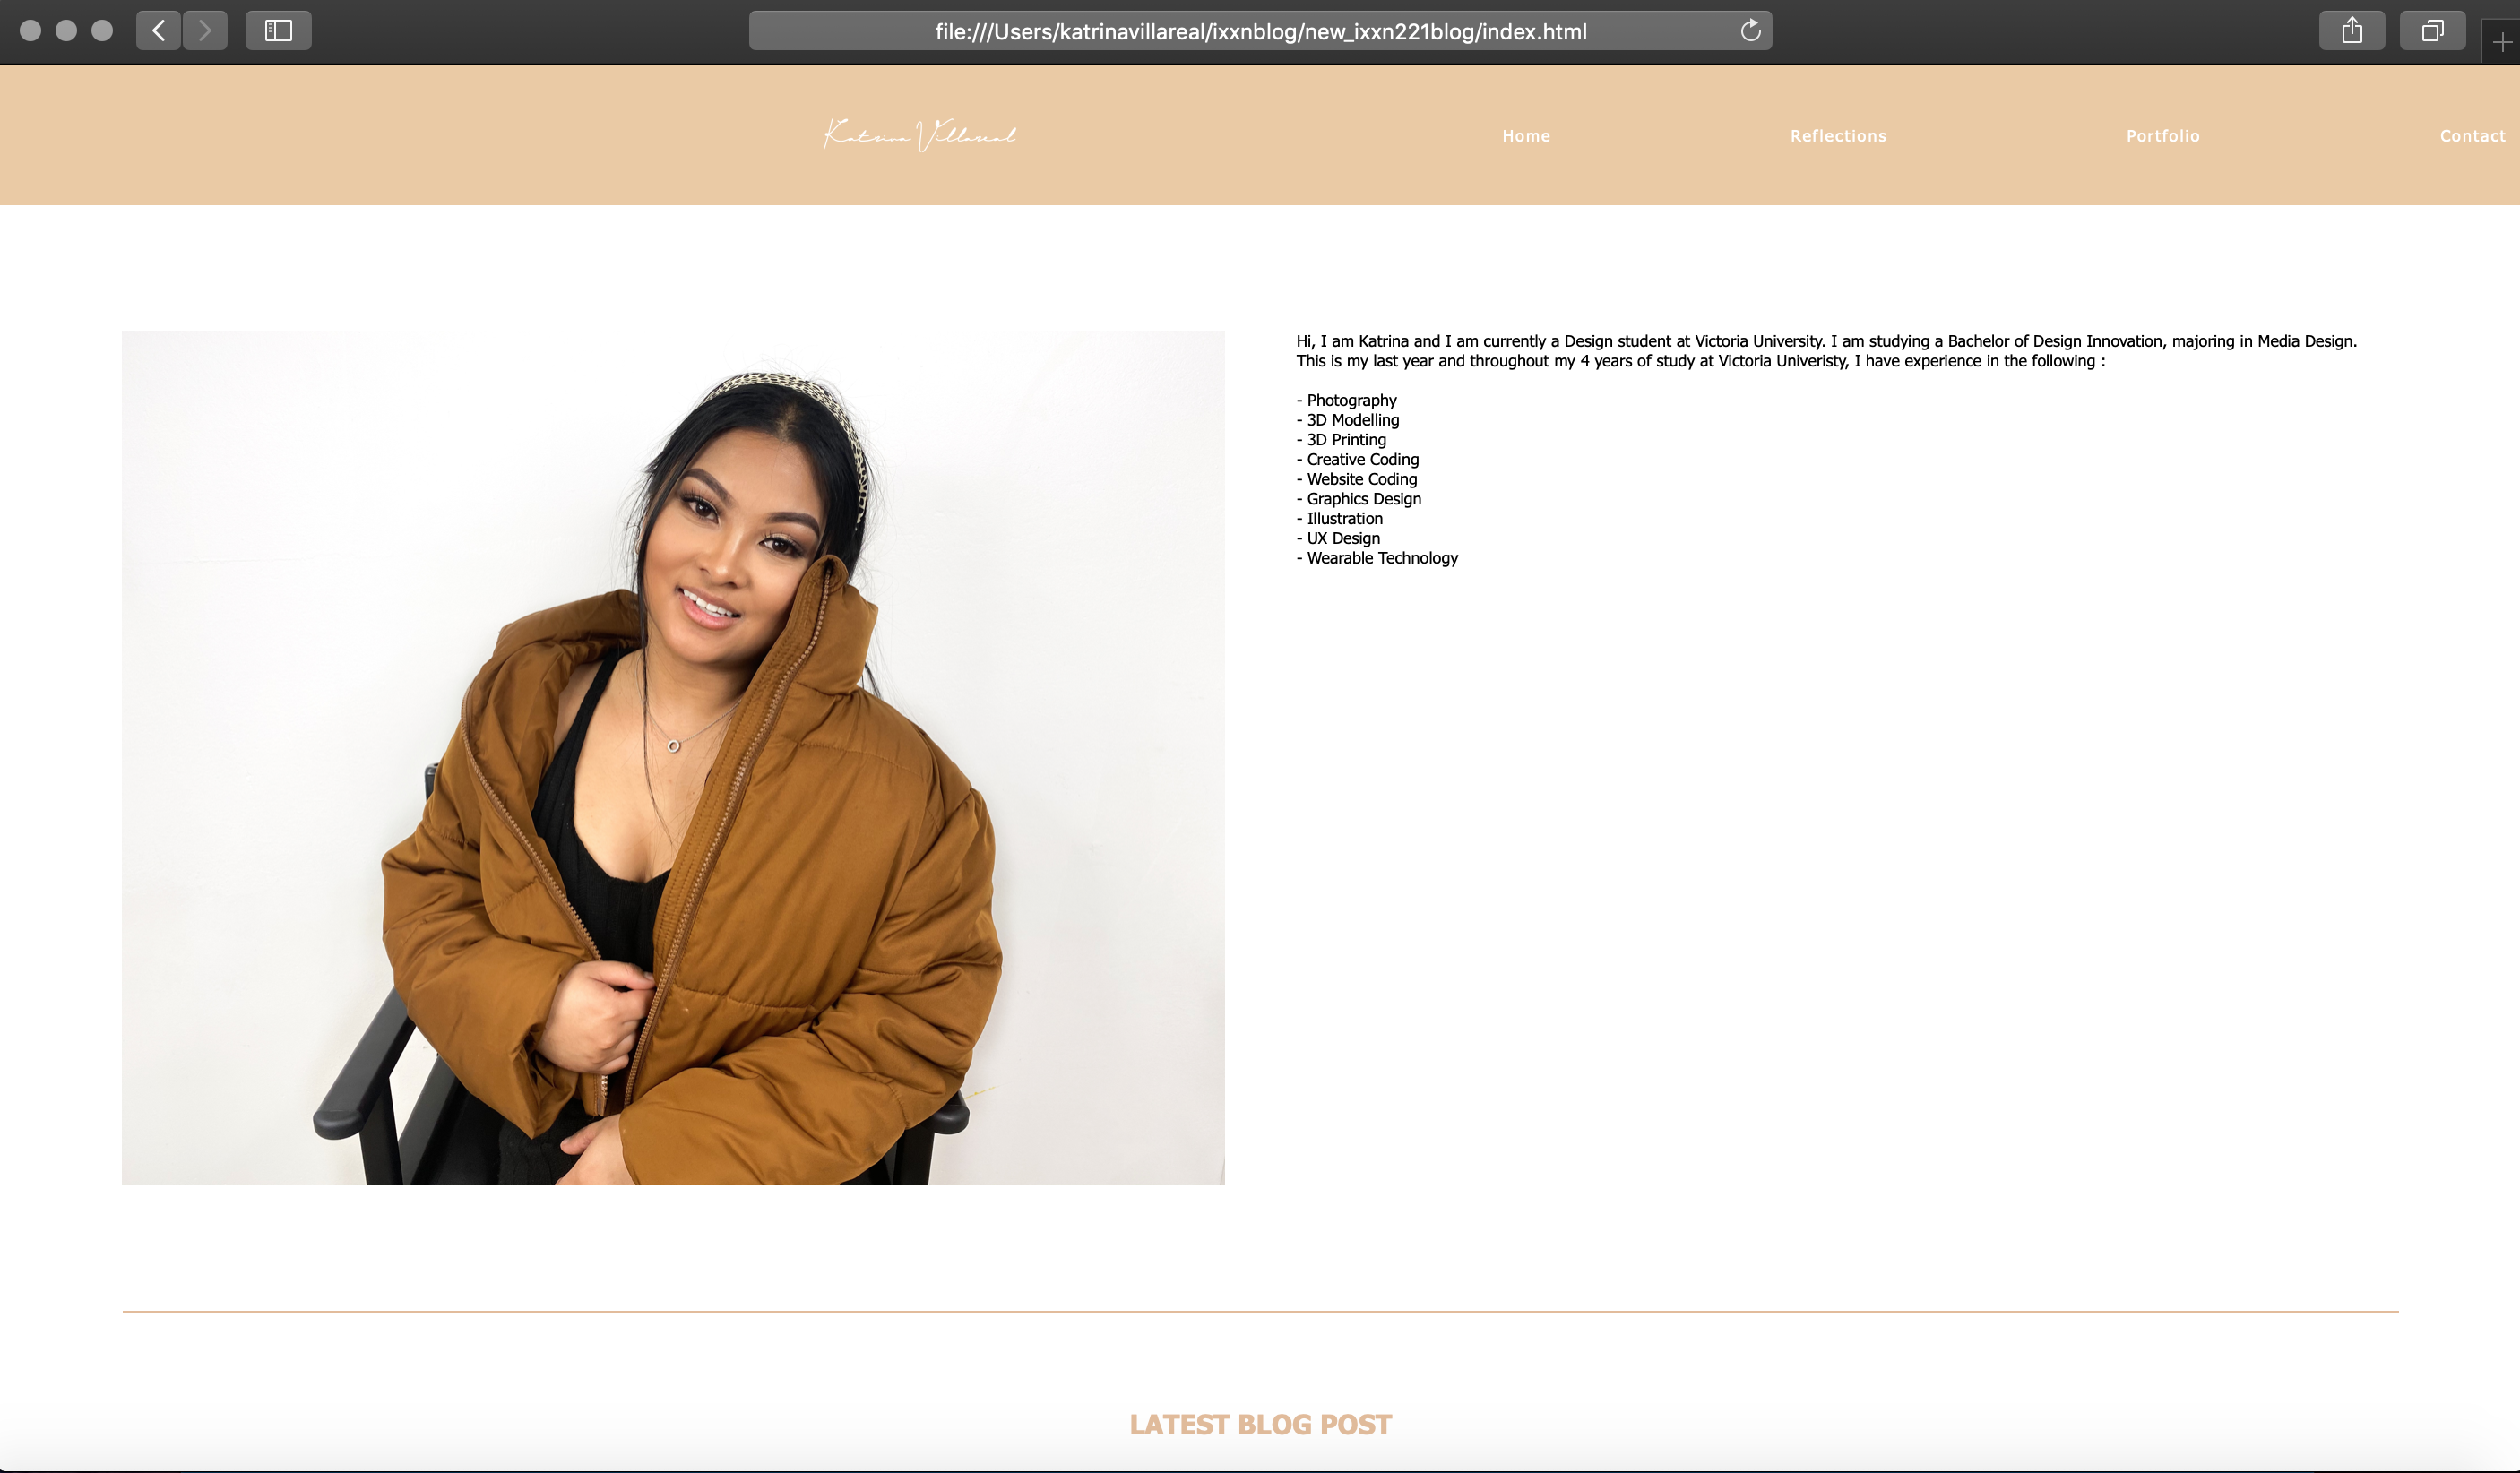 file:///Users/katrinavillareal/ixxnblog/new_ixxn221blog/index.html
Katrina Villareal Home Reflections Portfolio Contact
Hi, I am Katrina and I am currently a Design student at Victoria University. I am studying a Bachelor of Design Innovation, majoring in Media Design.
This is my last year and throughout my 4 years of study at Victoria Univeristy, I have experience in the following :
- Photography
- 3D Modelling
- 3D Printing
- Creative Coding
- Website Coding
- Graphics Design
- Illustration
- UX Design
- Wearable Technology
LATEST BLOG POST